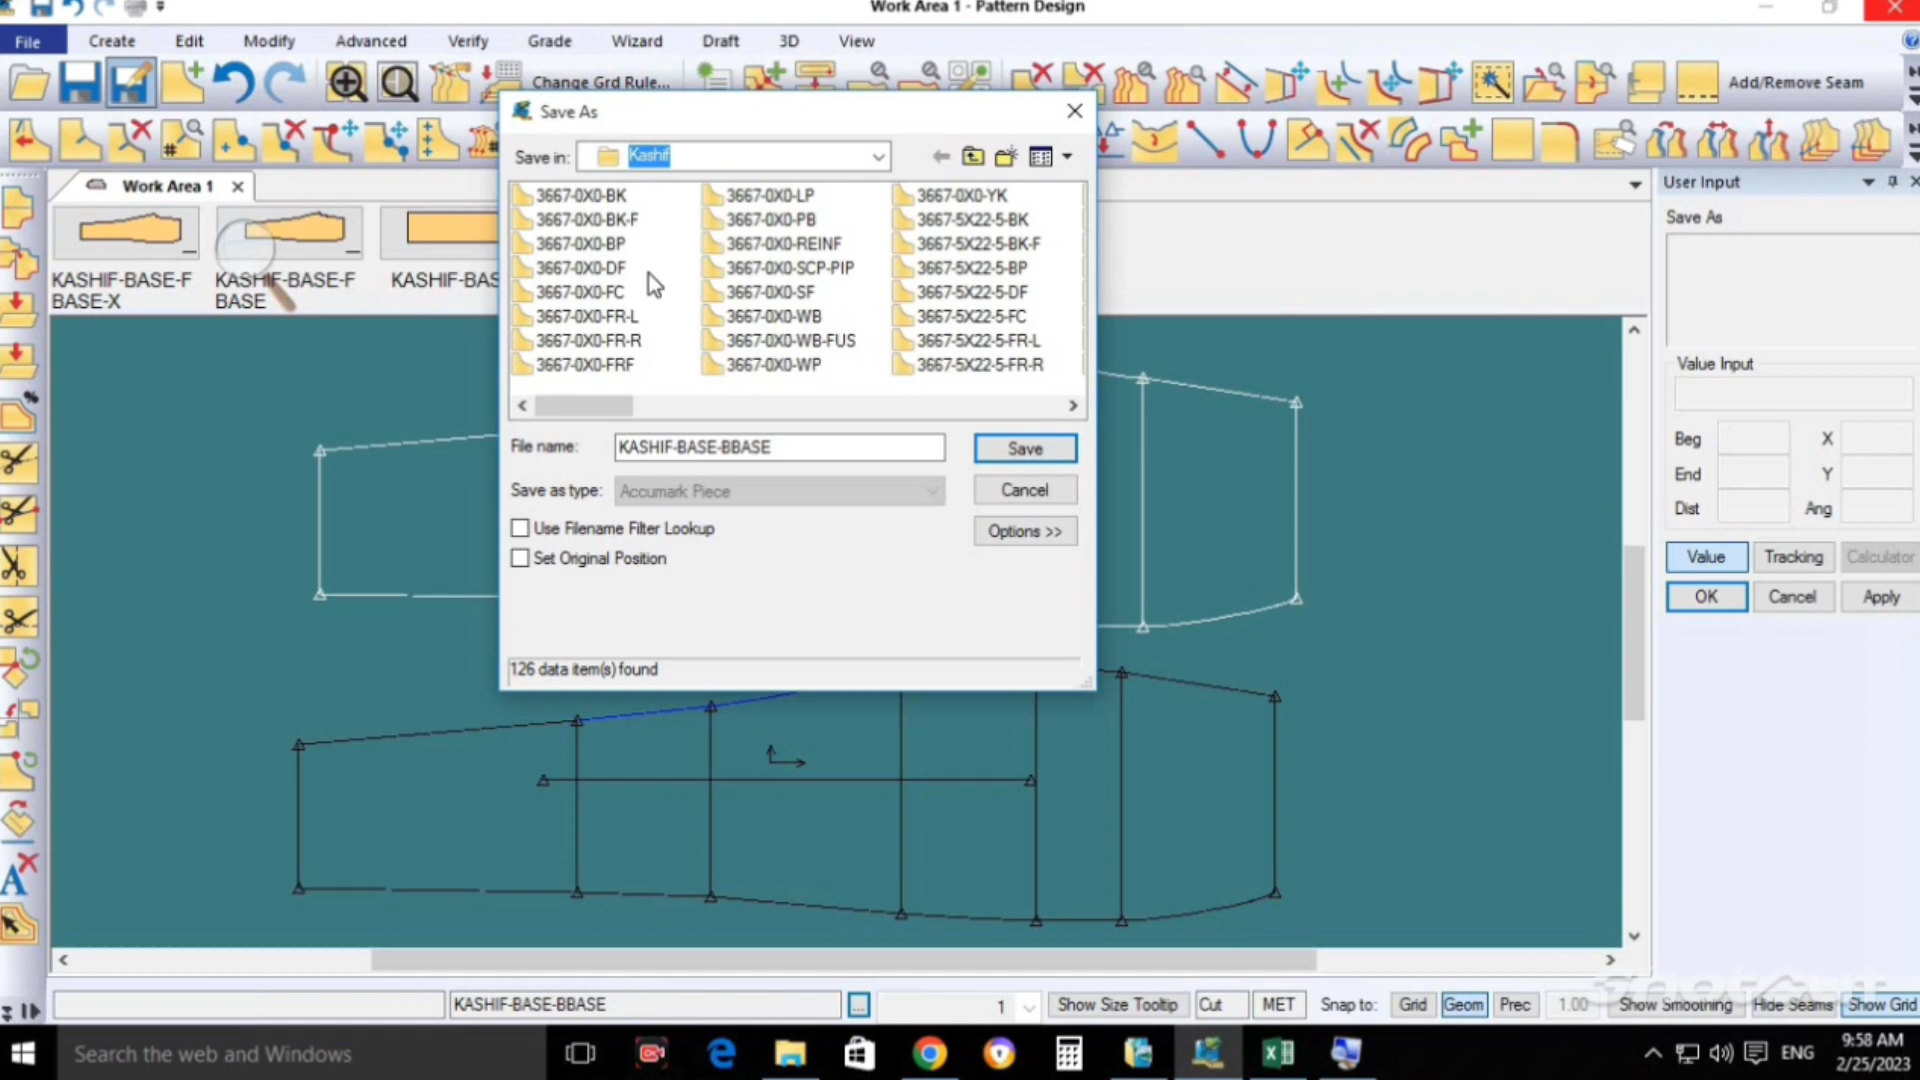 Work Area 1 - Pattern Design
File Create Edit Modify Advanced Verify Grade Wizard Draft 3D View
Change Grd Rule...
Add/Remove Seam
Work Area 1
KASHIF-BASE-F
BASE-X
KASHIF-BASE-F
BASE
KASHIF-BAS
Save As
Save in: Kashif
3667-0X0-BK 3667-0X0-LP 3667-0X0-YK
3667-0X0-BK-F 3667-0X0-PB 3667-5X22-5-BK
3667-0X0-BP 3667-0X0-REINF 3667-5X22-5-BK-F
3667-0X0-DF 3667-0X0-SCP-PIP 3667-5X22-5-BP
3667-0X0-FC 3667-0X0-SF 3667-5X22-5-DF
3667-0X0-FR-L 3667-0X0-WB 3667-5X22-5-FC
3667-0X0-FR-R 3667-0X0-WB-FUS 3667-5X22-5-FR-L
3667-0X0-FRF 3667-0X0-WP 3667-5X22-5-FR-R
File name: KASHIF-BASE-BBASE Save
Save as type: Accumark Piece Cancel
Use Filename Filter Lookup Options >>
Set Original Position
126 data item(s) found
User Input
Save As
Value Input
Beg X
End Y
Dist Ang
Value Tracking Calculator
OK Cancel Apply
KASHIF-BASE-BBASE ... 1 Show Size Tooltip Cut MET Snap to: Grid Geom Prec 1.00 Show Smoothing Hide Seams Show Grid
Search the web and Windows
ENG
9:58 AM
2/25/2023